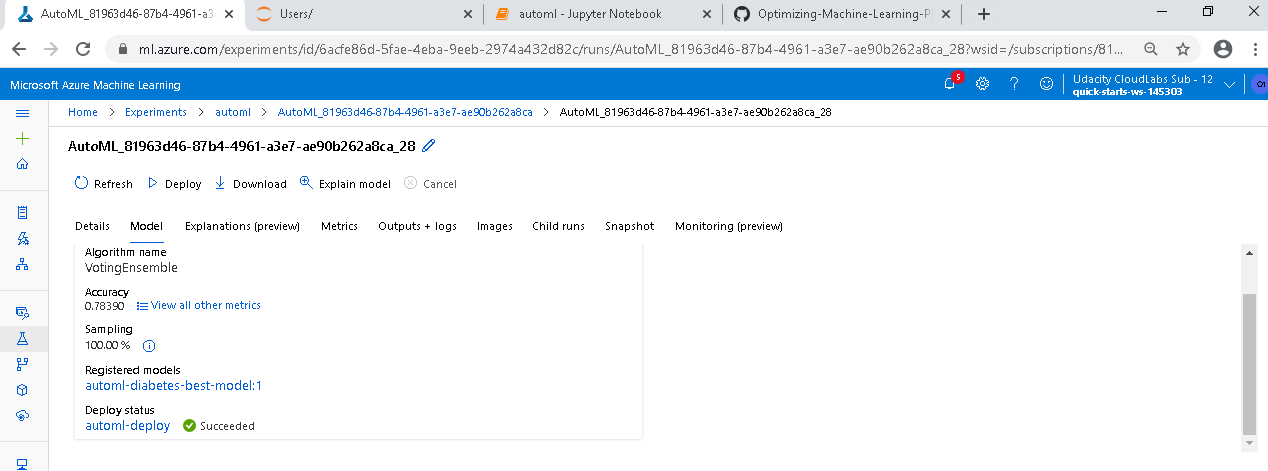 AutoML_81963d46-87b4-4961-a3
Users/
automl - Jupyter Notebook
Optimizing-Machine-Learning-P
ml.azure.com/experiments/id/6acfe86d-5fae-4eba-9eeb-2974a432d82c/runs/AutoML_81963d46-87b4-4961-a3e7-ae90b262a8ca_28?wsid=/subscriptions/81...
Microsoft Azure Machine Learning
5
Udacity CloudLabs Sub - 12
quick-starts-ws-145303
Home > Experiments > automl > AutoML_81963d46-87b4-4961-a3e7-ae90b262a8ca > AutoML_81963d46-87b4-4961-a3e7-ae90b262a8ca_28
AutoML_81963d46-87b4-4961-a3e7-ae90b262a8ca_28
Refresh Deploy Download Explain model Cancel
Details Model Explanations (preview) Metrics Outputs + logs Images Child runs Snapshot Monitoring (preview)
Algorithm name
VotingEnsemble
Accuracy
0.78390 View all other metrics
Sampling
100.00 %
Registered models
automl-diabetes-best-model:1
Deploy status
automl-deploy Succeeded